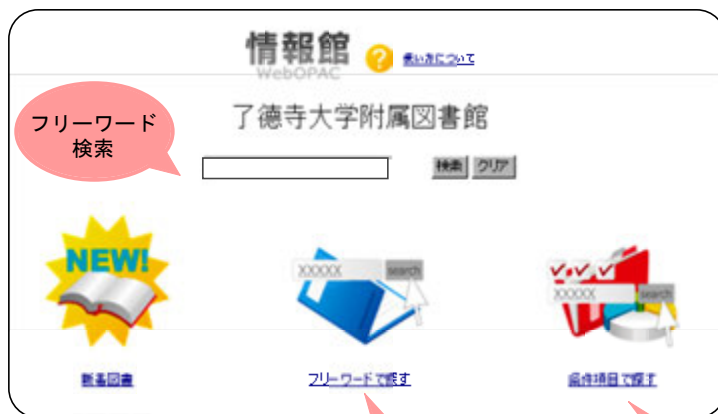 情報館
WebOPAC
使い方について
了徳寺大学附属図書館
フリーワード
検索
検索 クリア
NEW!
XXXXX search
XXXXX search
新着図書
フリーワードで探す
条件項目で探す